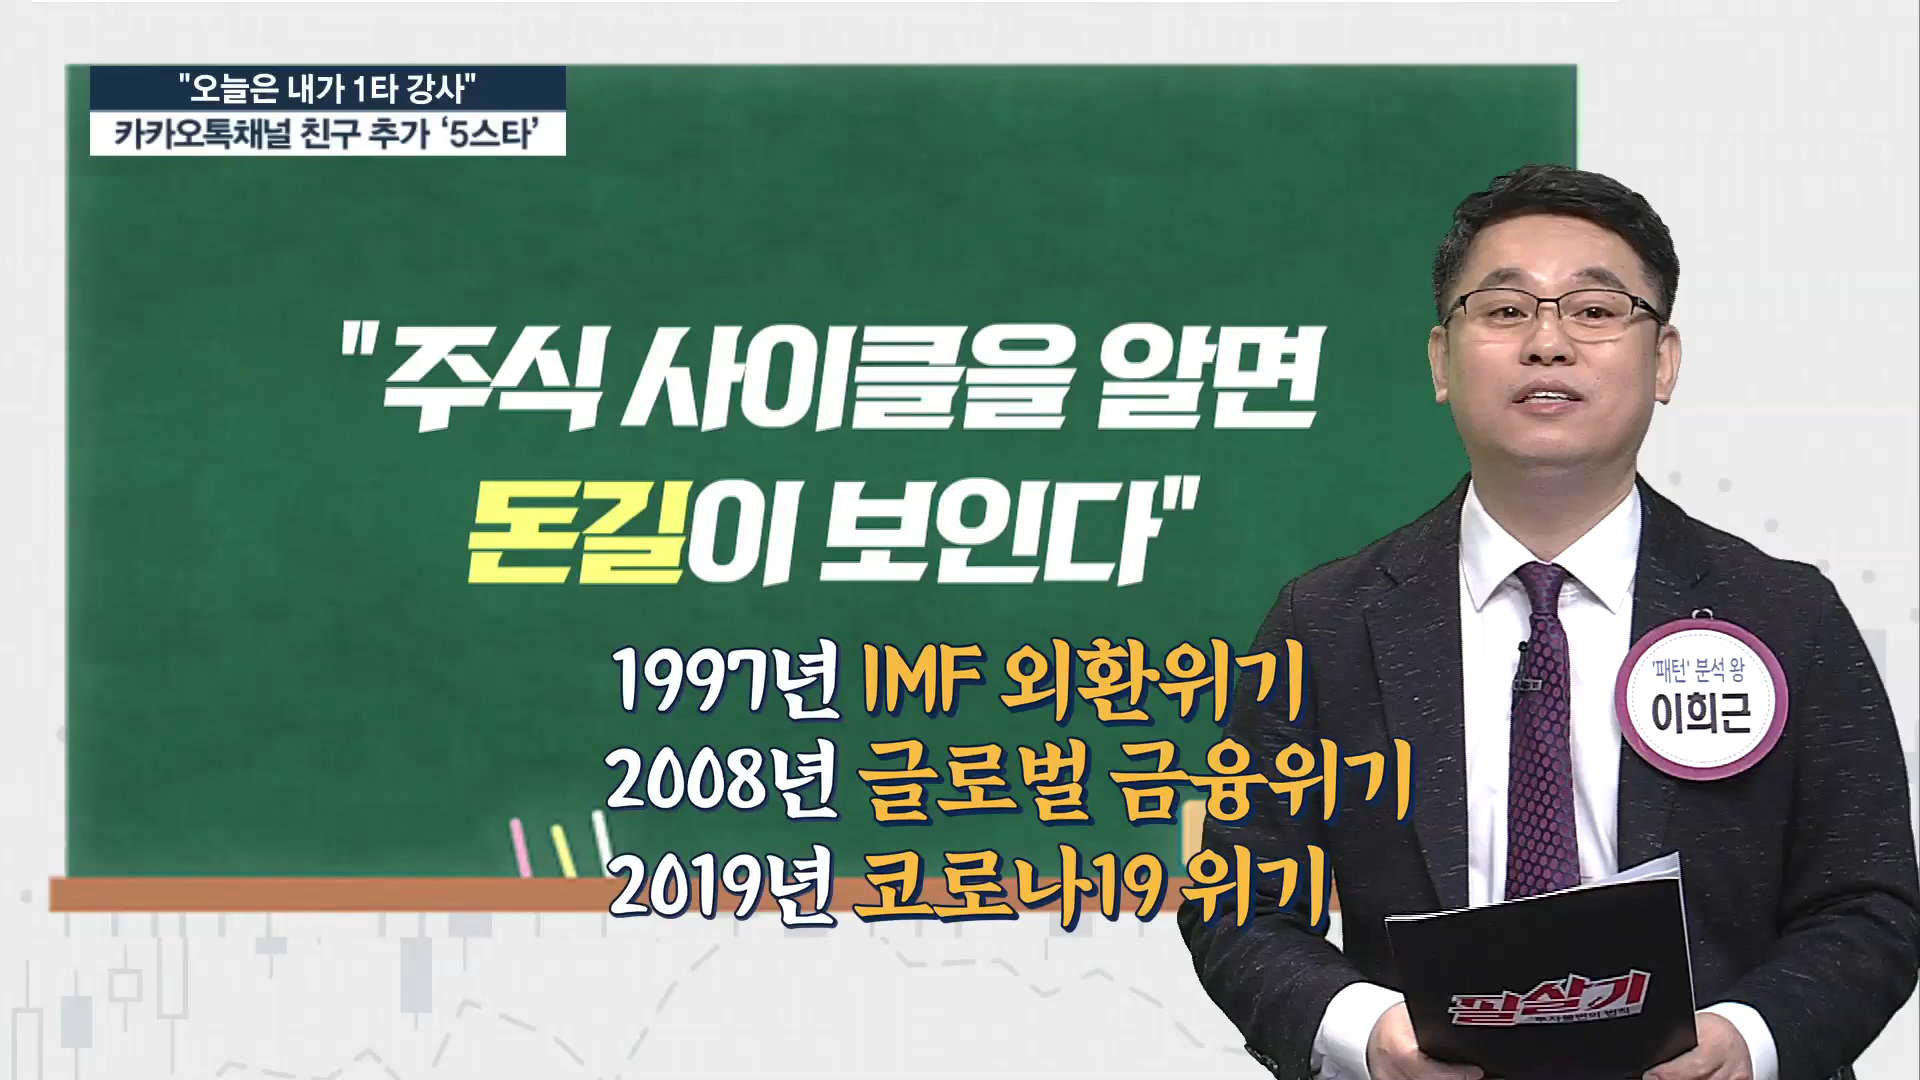 "오늘은 내가 1타 강사"
카카오톡채널 친구 추가 ‘5스타’
"주식 사이클을 알면
돈길이 보인다"
1997년 IMF 외환위기
2008년 글로벌 금융위기
2019년 코로나19 위기
'패턴' 분석 왕
이희근
필살기